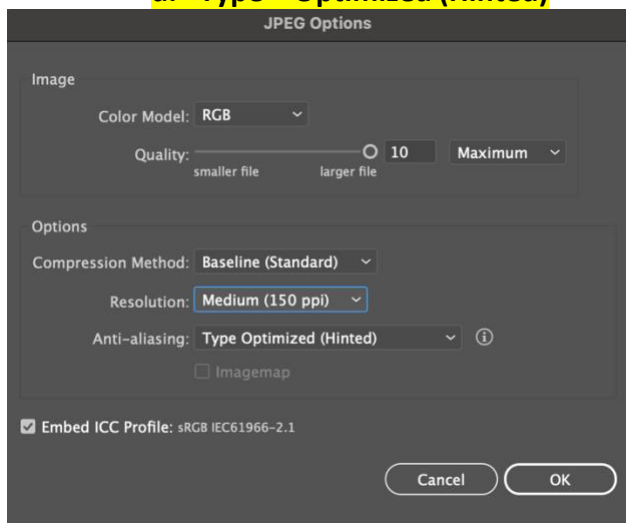 JPEG Options
Image
Color Model: RGB
Quality: 10 Maximum
smaller file larger file
Options
Compression Method: Baseline (Standard)
Resolution: Medium (150 ppi)
Anti-aliasing: Type Optimized (Hinted)
Imagemap
Embed ICC Profile: sRGB IEC61966-2.1
Cancel OK